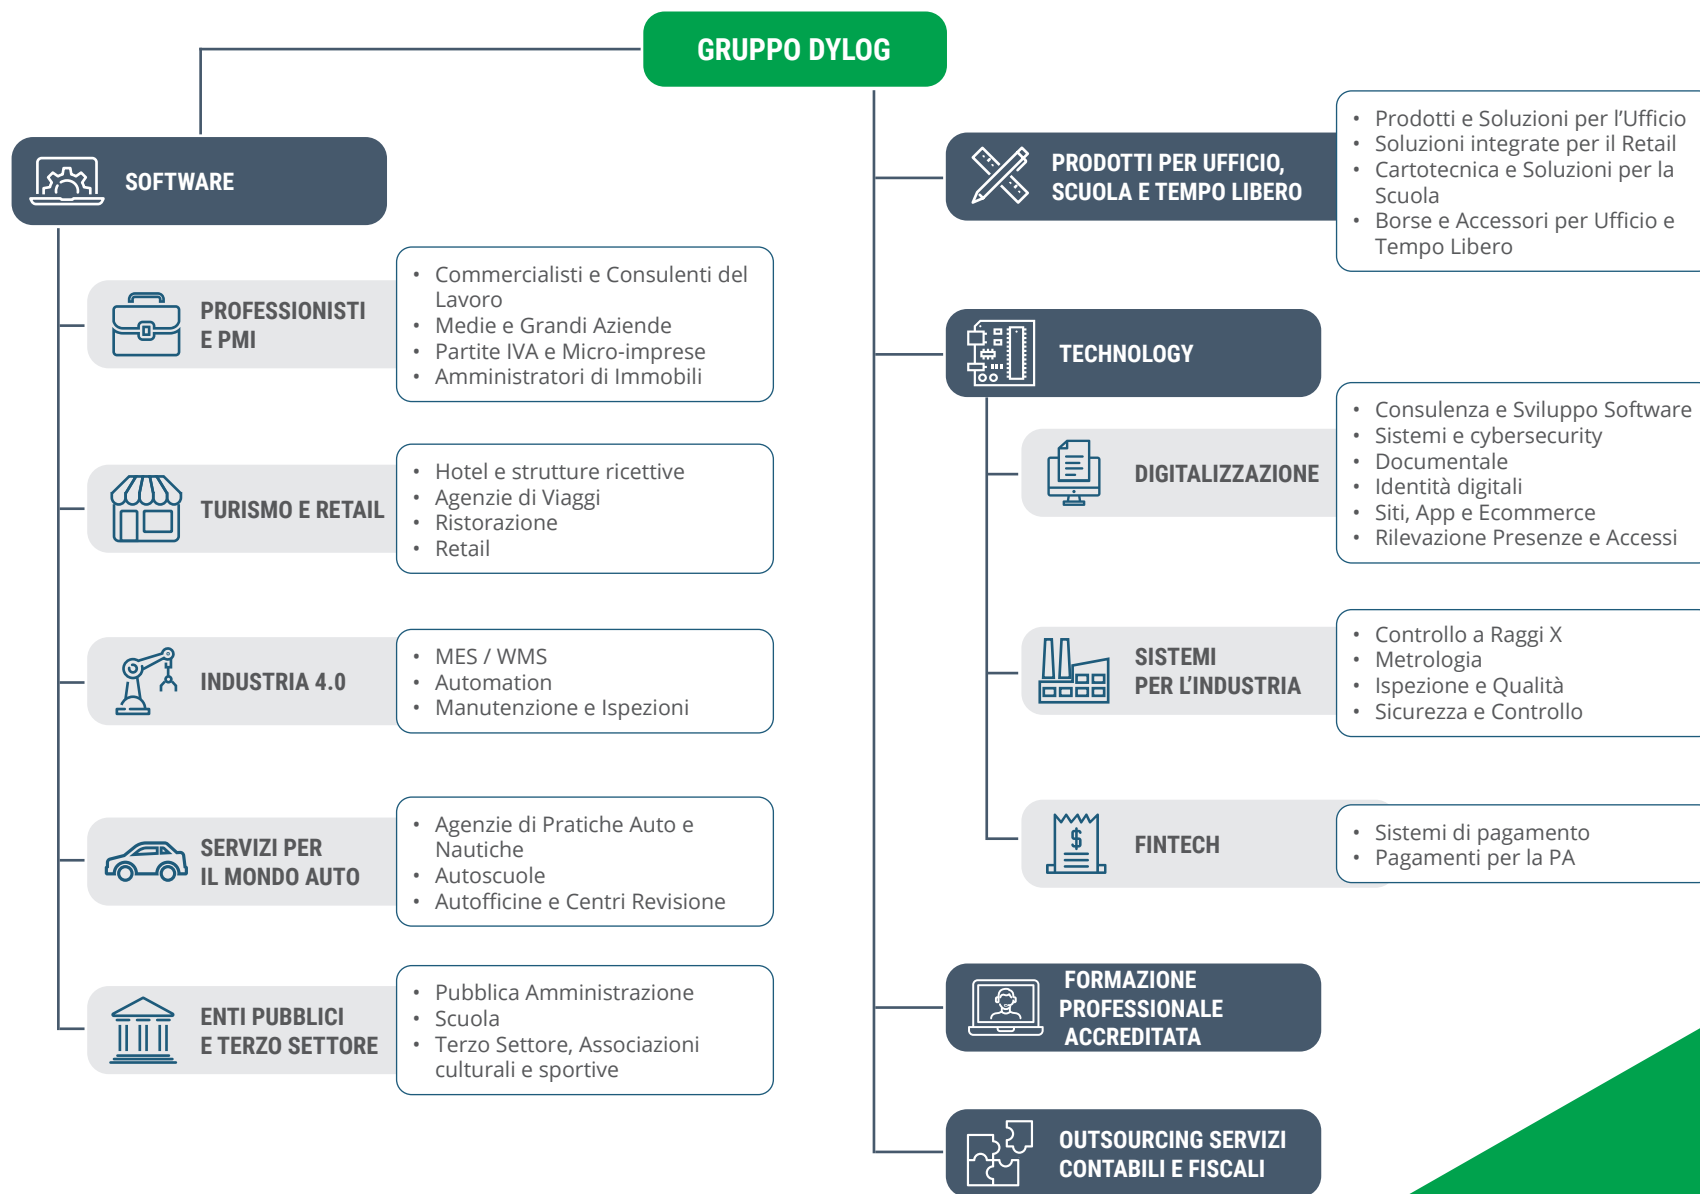 GRUPPO DYLOG
SOFTWARE
PROFESSIONISTI
E PMI
• Commercialisti e Consulenti del
Lavoro
• Medie e Grandi Aziende
• Partite IVA e Micro-imprese
• Amministratori di Immobili
TURISMO E RETAIL
• Hotel e strutture ricettive
• Agenzie di Viaggi
• Ristorazione
• Retail
INDUSTRIA 4.0
• MES / WMS
• Automation
• Manutenzione e Ispezioni
SERVIZI PER
IL MONDO AUTO
• Agenzie di Pratiche Auto e
Nautiche
• Autoscuole
• Autofficine e Centri Revisione
ENTI PUBBLICI
E TERZO SETTORE
• Pubblica Amministrazione
• Scuola
• Terzo Settore, Associazioni
culturali e sportive
PRODOTTI PER UFFICIO,
SCUOLA E TEMPO LIBERO
• Prodotti e Soluzioni per l’Ufficio
• Soluzioni integrate per il Retail
• Cartotecnica e Soluzioni per la
Scuola
• Borse e Accessori per Ufficio e
Tempo Libero
TECHNOLOGY
DIGITALIZZAZIONE
• Consulenza e Sviluppo Software
• Sistemi e cybersecurity
• Documentale
• Identità digitali
• Siti, App e Ecommerce
• Rilevazione Presenze e Accessi
SISTEMI
PER L’INDUSTRIA
• Controllo a Raggi X
• Metrologia
• Ispezione e Qualità
• Sicurezza e Controllo
$
FINTECH
• Sistemi di pagamento
• Pagamenti per la PA
FORMAZIONE
PROFESSIONALE
ACCREDITATA
OUTSOURCING SERVIZI
CONTABILI E FISCALI